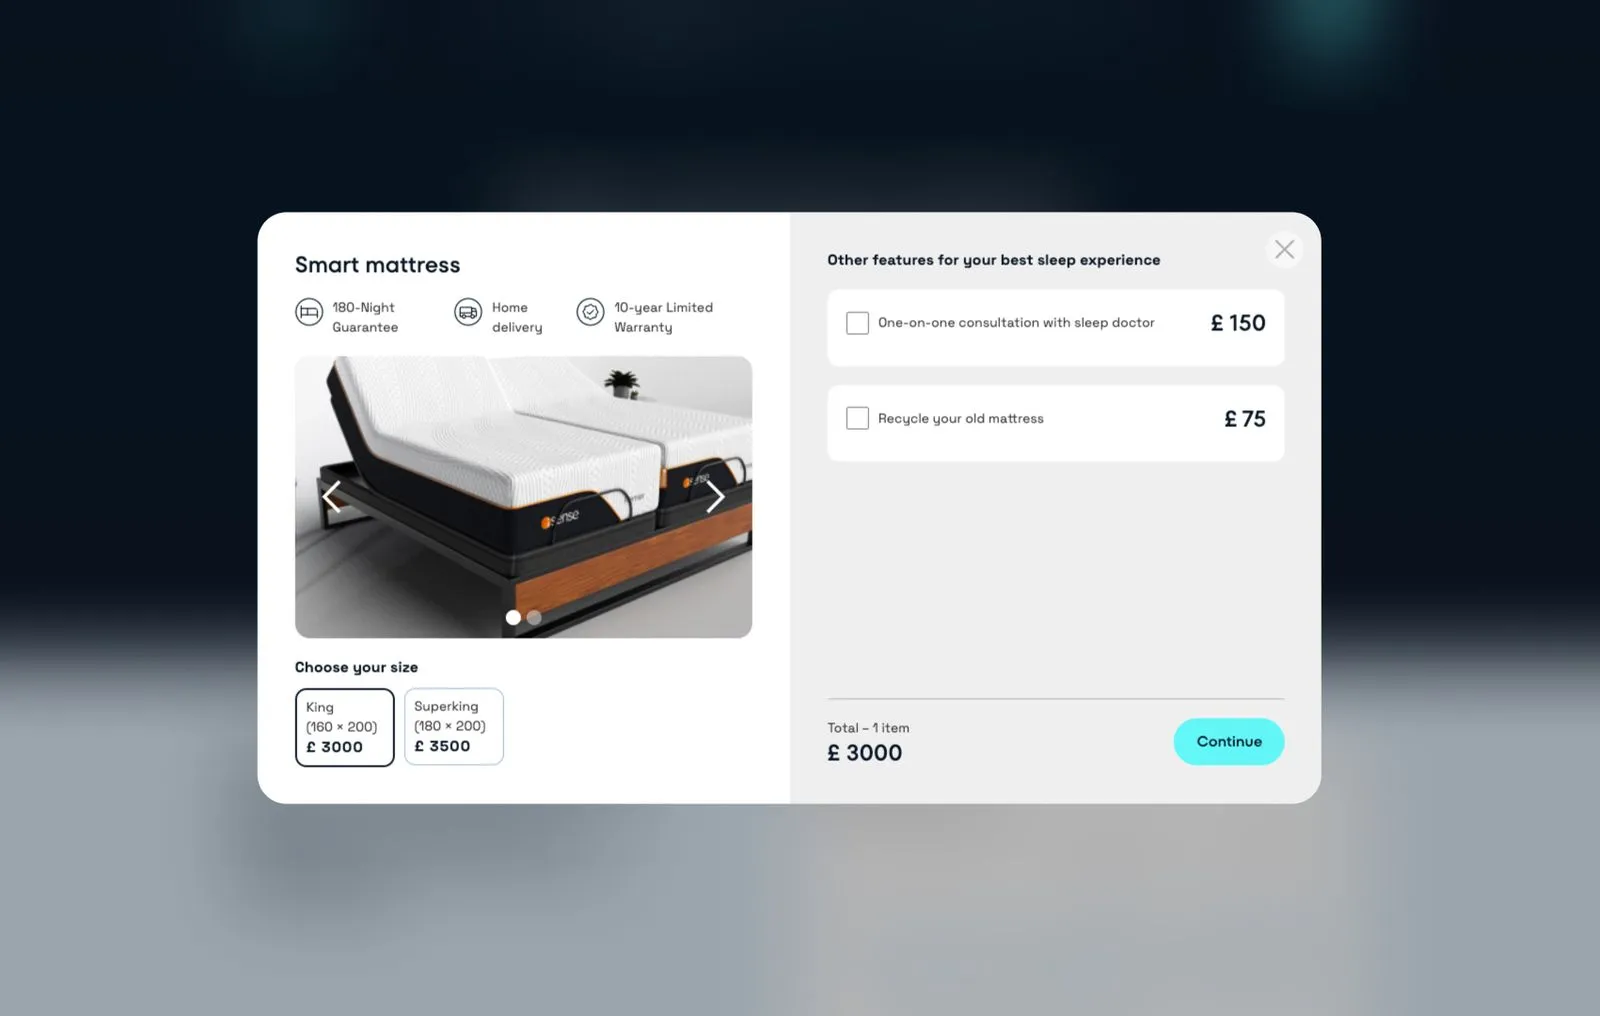 Smart mattress
180-Night
Guarantee
Home
delivery
10-year Limited
Warranty
sense
sense
Choose your size
King
(160 × 200)
£ 3000
Superking
(180 × 200)
£ 3500
Other features for your best sleep experience
One-on-one consultation with sleep doctor
£ 150
Recycle your old mattress
£ 75
Total – 1 item
£ 3000
Continue